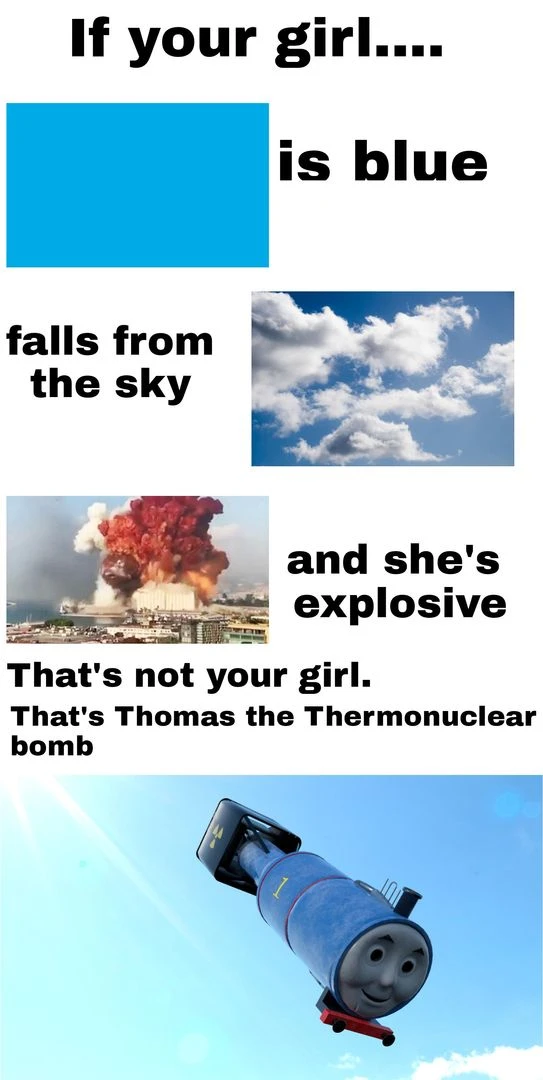 If your girl....
is blue
falls from
the sky
and she's
explosive
That's not your girl.
That's Thomas the Thermonuclear
bomb
1